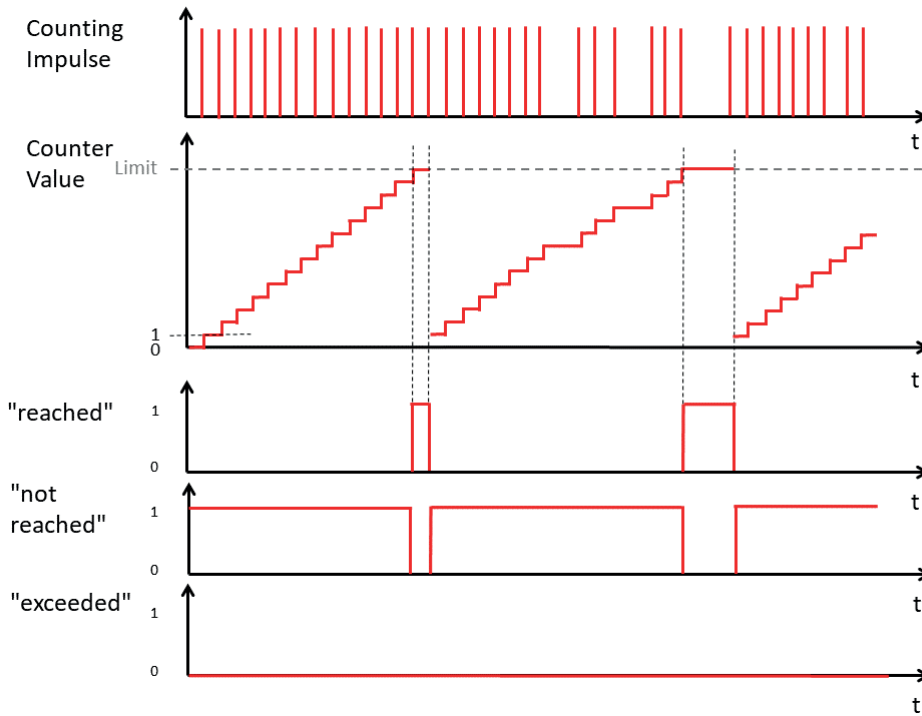 Counting
Impulse
t
Counter
Value
Limit
1
0
t
"reached"
1
0
t
"not
reached"
1
0
t
"exceeded"
1
0
t